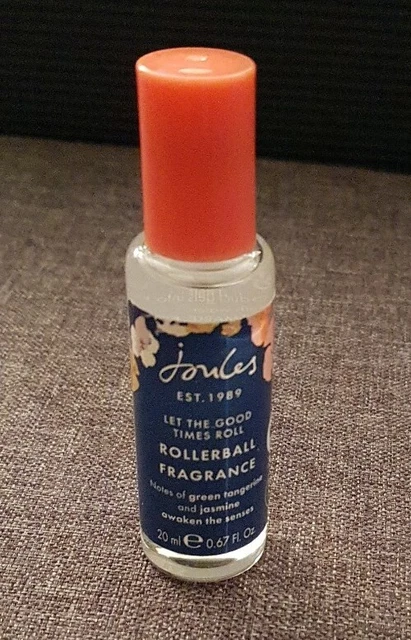 joules
EST. 1989
LET THE GOOD
TIMES ROLL
ROLLERBALL
FRAGRANCE
Notes of green tangerine
and jasmine
awaken the senses
20 ml e 0.67 Fl. Oz.